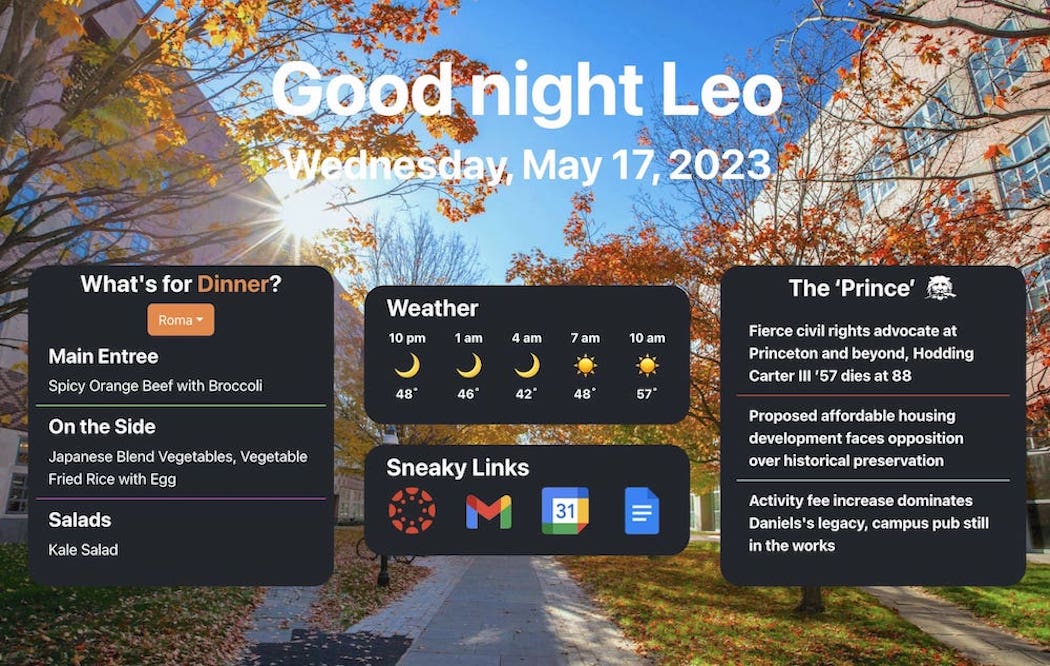 Good night Leo
Wednesday, May 17, 2023
What's for Dinner?
Roma
Main Entree
Spicy Orange Beef with Broccoli
On the Side
Japanese Blend Vegetables, Vegetable
Fried Rice with Egg
Salads
Kale Salad
Weather
10 pm 1 am 4 am 7 am 10 am
48° 46° 42° 48° 57°
Sneaky Links
31
The ‘Prince’
Fierce civil rights advocate at
Princeton and beyond, Hodding
Carter III ’57 dies at 88
Proposed affordable housing
development faces opposition
over historical preservation
Activity fee increase dominates
Daniels's legacy, campus pub still
in the works